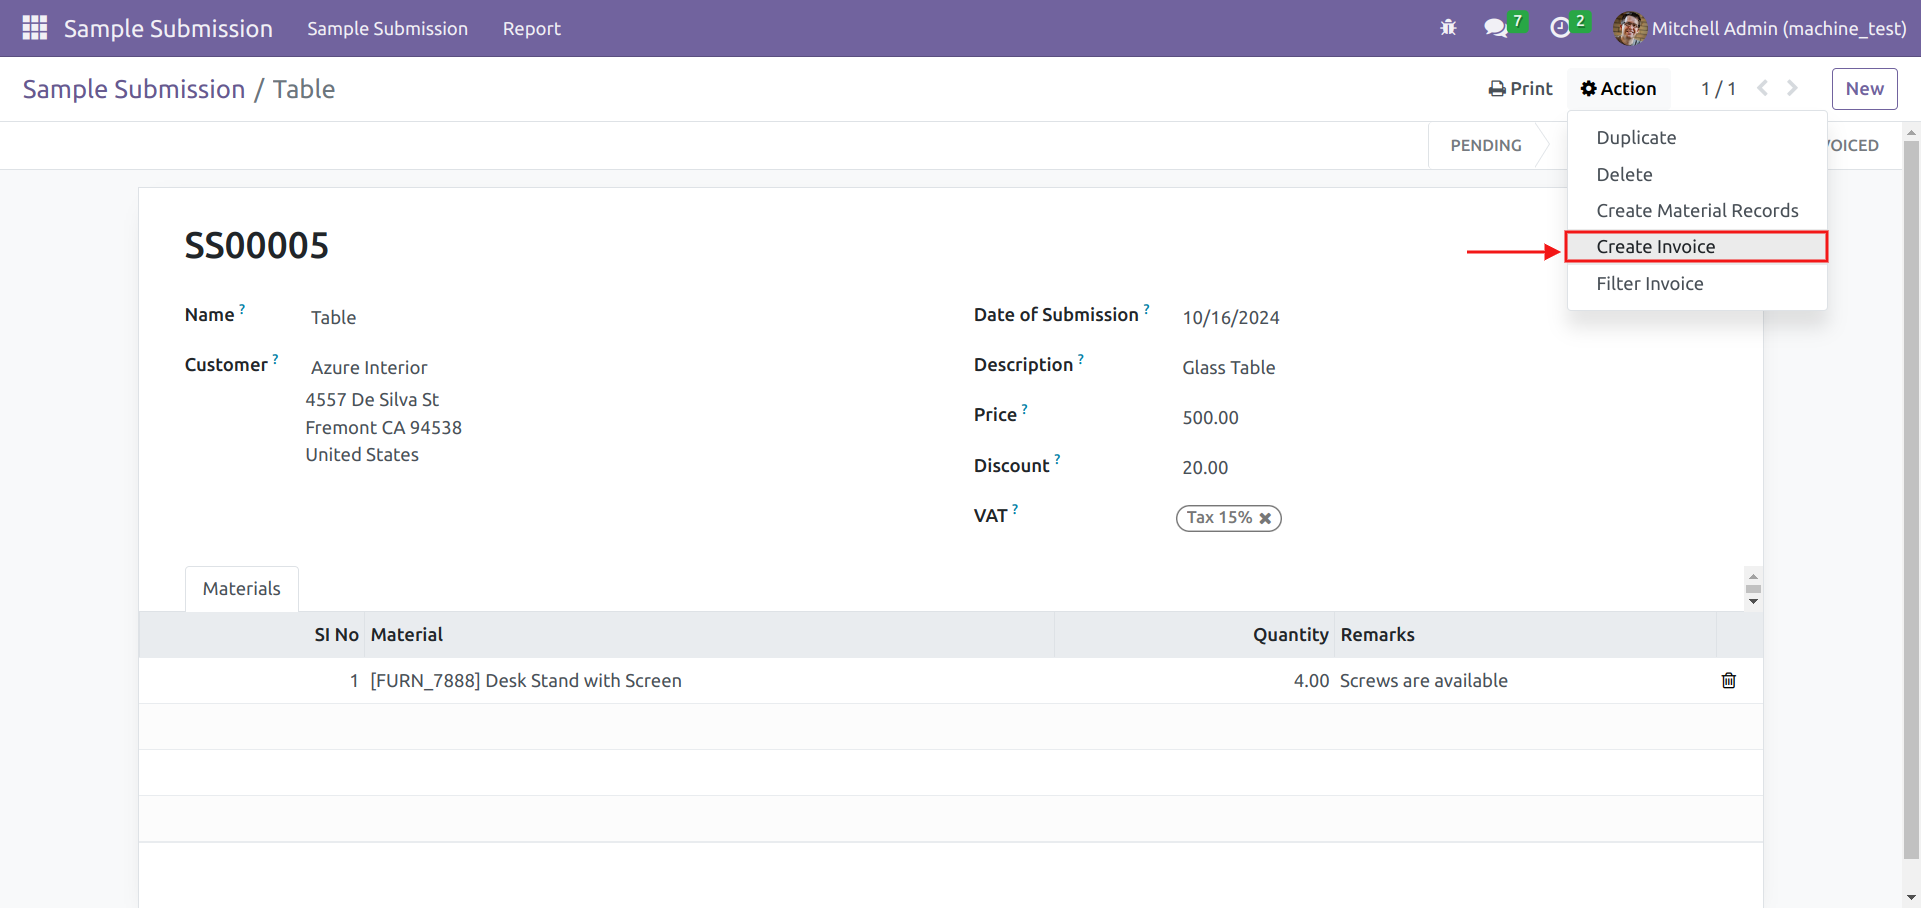 Sample Submission Sample Submission Report 7 2 Mitchell Admin (machine_test)
Sample Submission / Table Print Action 1 / 1 New
PENDING VOICED
Duplicate
Delete
Create Material Records
Create Invoice
Filter Invoice
SS00005
Name ? Table Date of Submission ? 10/16/2024
Customer ? Azure Interior Description ? Glass Table
4557 De Silva St
Fremont CA 94538 Price ? 500.00
United States
Discount ? 20.00
VAT ? Tax 15% ✖
Materials
SI No Material Quantity Remarks
1 [FURN_7888] Desk Stand with Screen 4.00 Screws are available